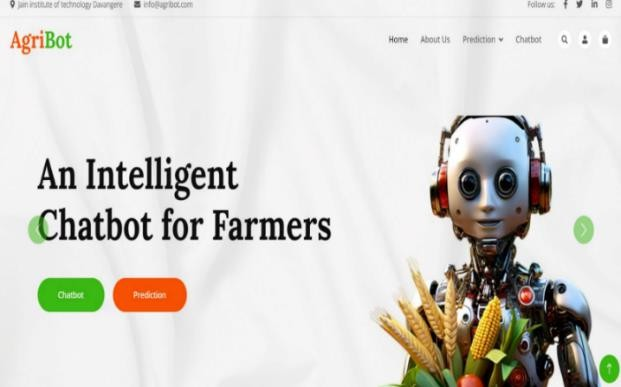 Jain institute of technology Davangere info@agribot.com Follow us:
AgriBot Home About Us Prediction Chatbot
An Intelligent
Chatbot for Farmers
Chatbot Prediction